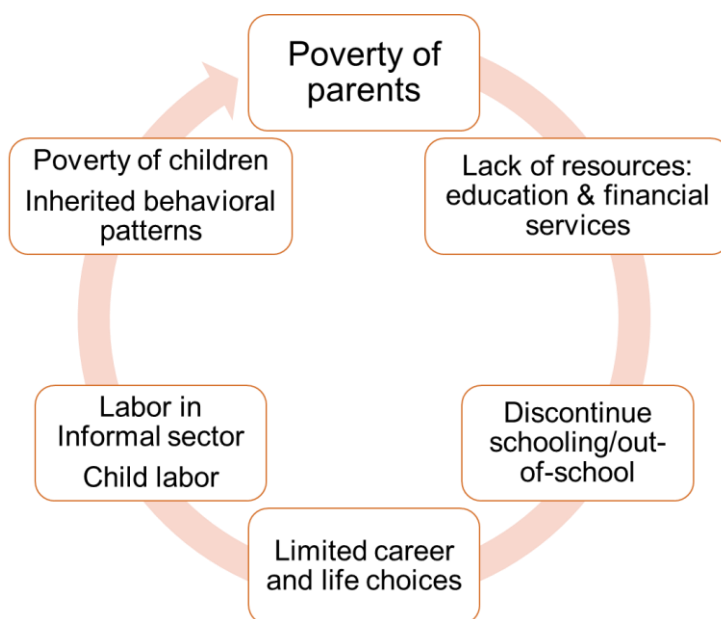 Poverty of
parents
Lack of resources:
education & financial
services
Discontinue
schooling/out-
of-school
Limited career
and life choices
Labor in
Informal sector
Child labor
Poverty of children
Inherited behavioral
patterns